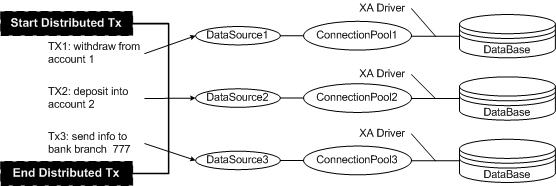 Start Distributed Tx
TX1: withdraw from
account 1
DataSource1
ConnectionPool1
XA Driver
DataBase
TX2: deposit into
account 2
DataSource2
ConnectionPool2
XA Driver
DataBase
Tx3: send info to
bank branch 777
DataSource3
ConnectionPool3
XA Driver
DataBase
End Distributed Tx